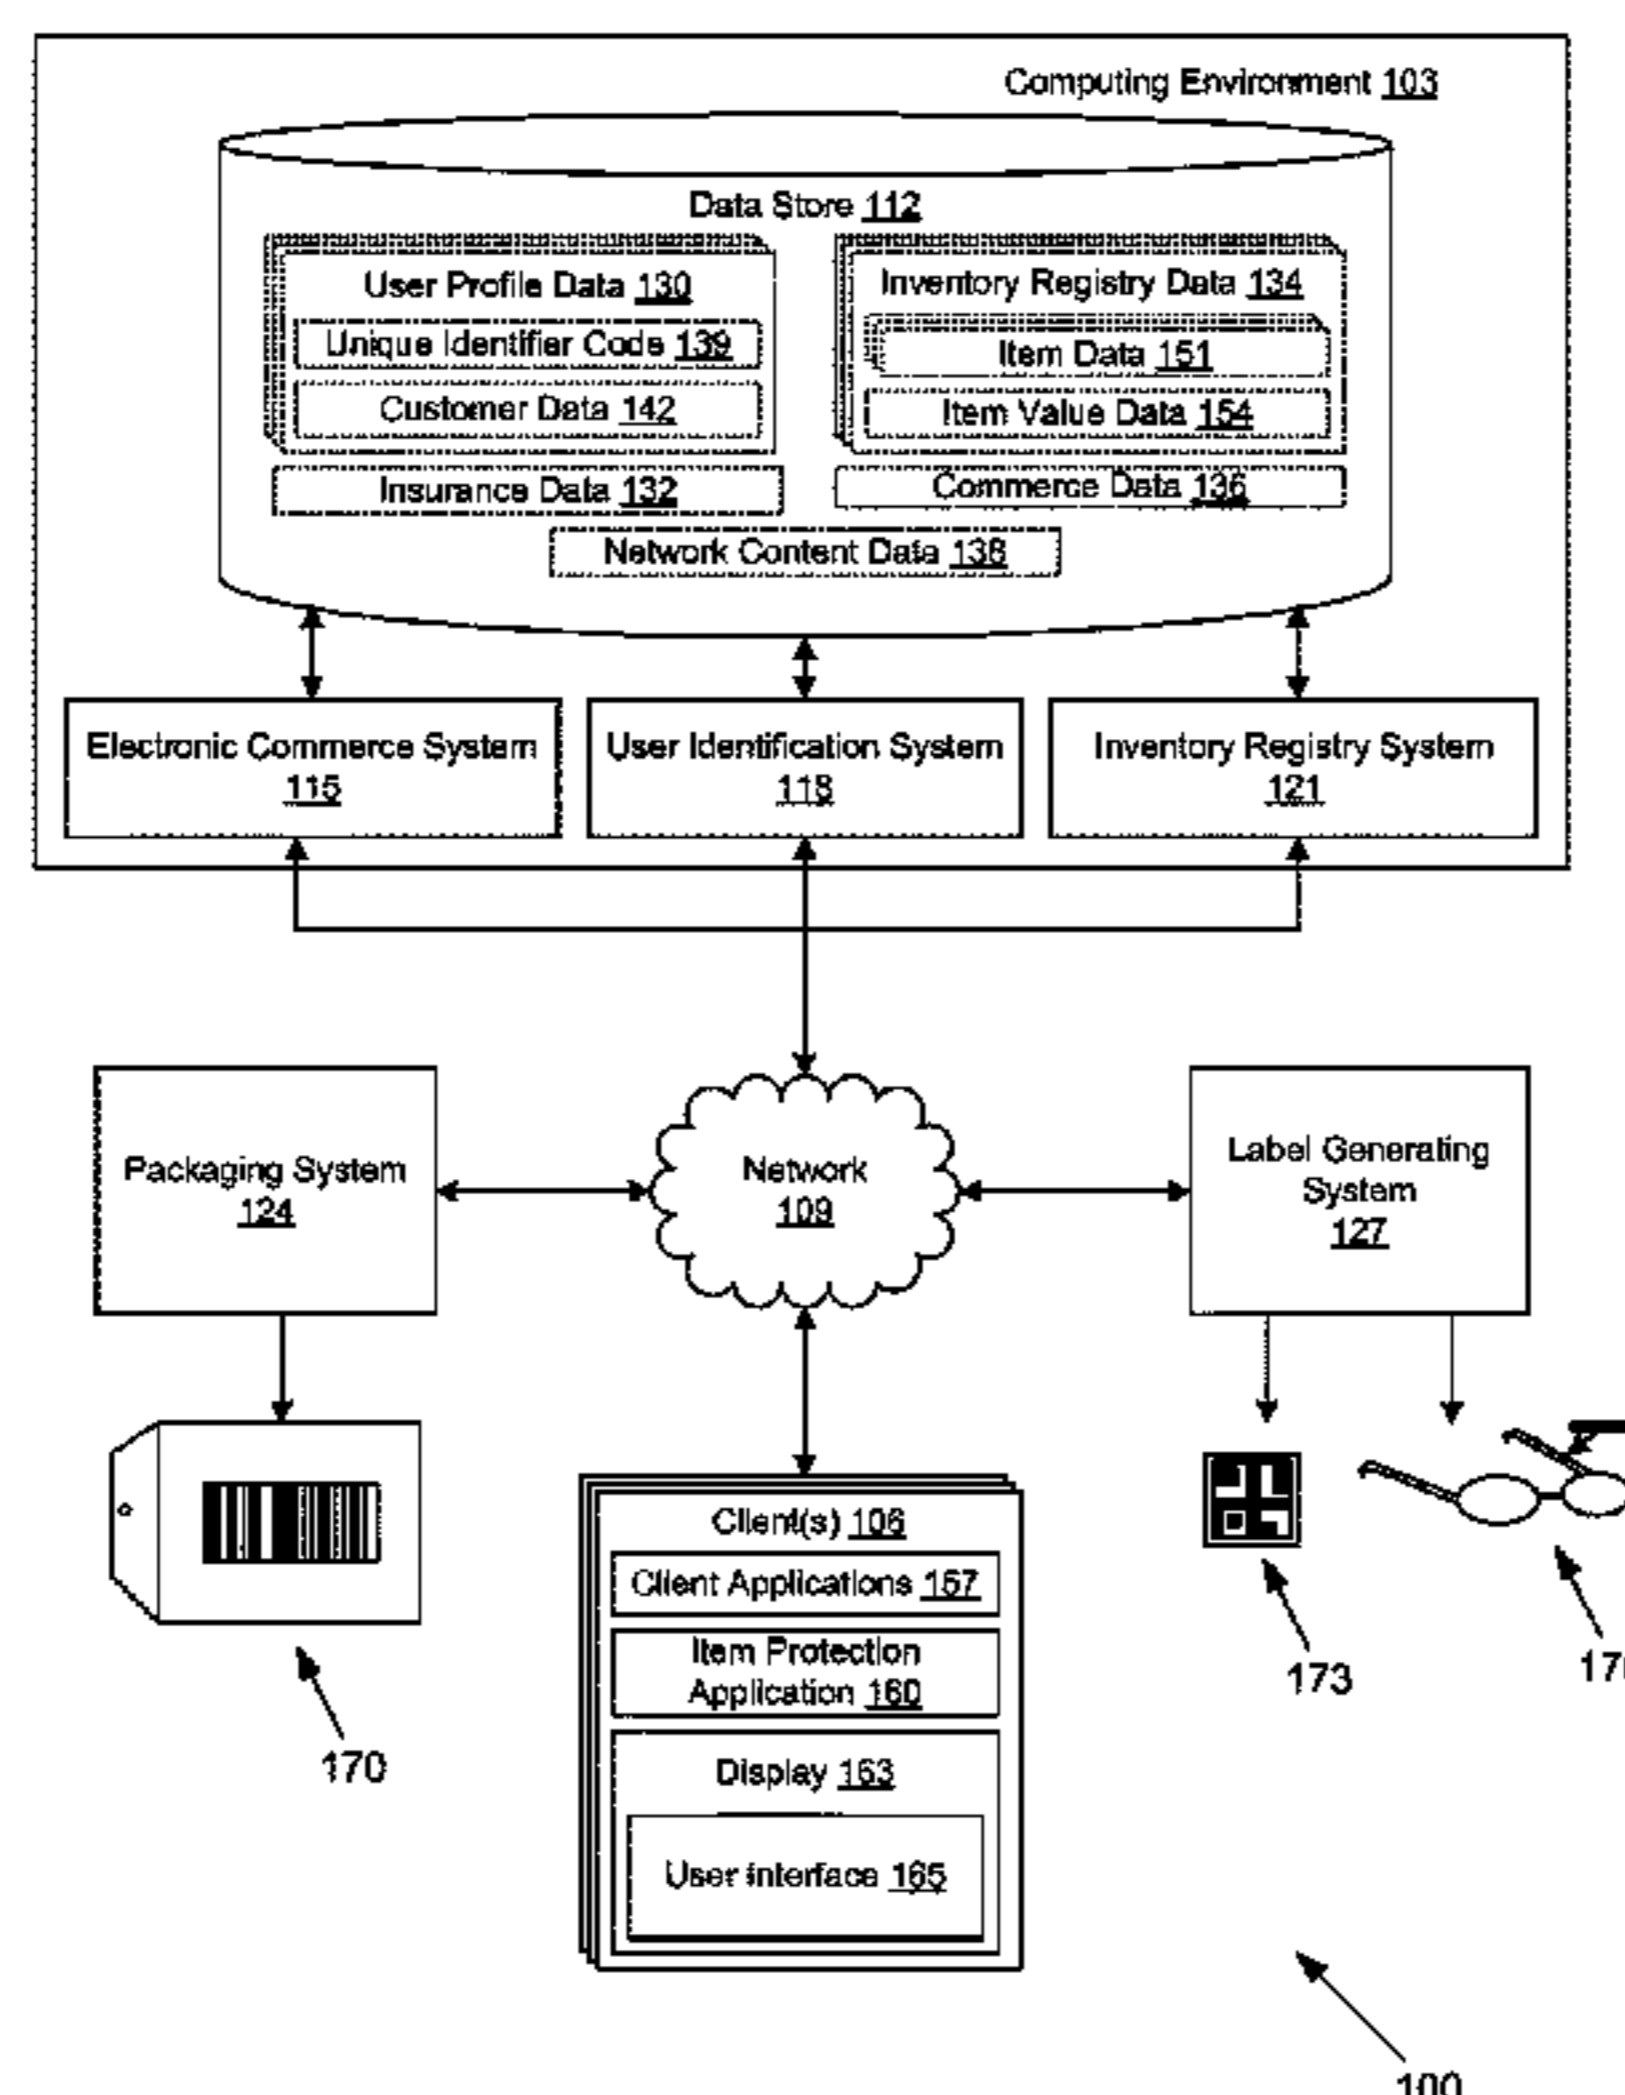 Computing Environment 103
Data Store 112
User Profile Data 130
Unique Identifier Code 139
Customer Data 142
Insurance Data 132
Inventory Registry Data 134
Item Data 151
Item Value Data 154
Commerce Data 136
Network Content Data 138
Electronic Commerce System
115
User Identification System
118
Inventory Registry System
121
Packaging System
124
Network
109
Label Generating
System
127
Client(s) 106
Client Applications 157
Item Protection
Application 160
Display 163
User Interface 165
170
173
100